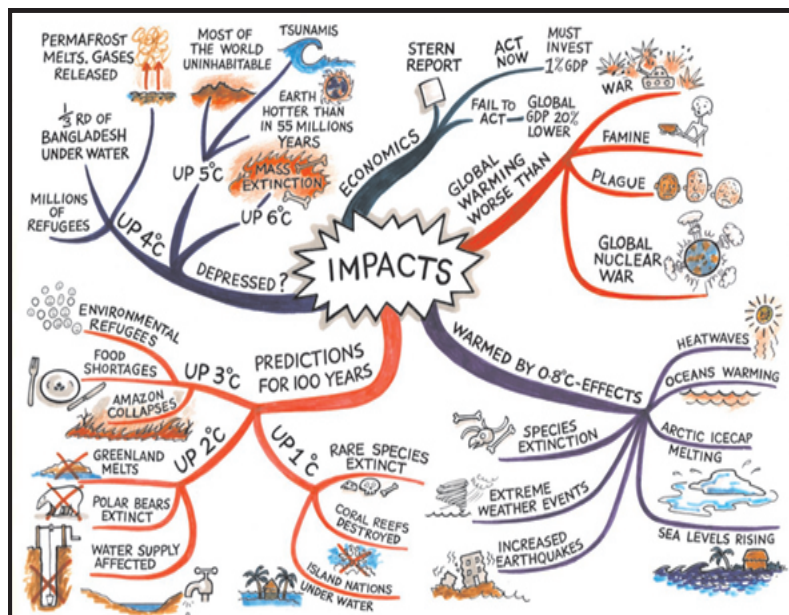 PERMAFROST
MELTS. GASES
RELEASED
MOST OF
THE WORLD
UNINHABITABLE
TSUNAMIS
EARTH
HOTTER THAN
IN 55 MILLIONS
YEARS
1/3 RD OF
BANGLADESH
UNDER WATER
MILLIONS OF
REFUGEES
UP 4°C
UP 5°C
MASS
EXTINCTION
UP 6°C
DEPRESSED?
STERN
REPORT
ACT
NOW
MUST
INVEST
1% GDP
FAIL TO
ACT
GLOBAL
GDP 20%
LOWER
ECONOMICS
GLOBAL
WARMING
WORSE THAN
WAR
FAMINE
PLAGUE
GLOBAL
NUCLEAR
WAR
IMPACTS
PREDICTIONS
FOR 100 YEARS
UP 3°C
ENVIRONMENTAL
REFUGEES
FOOD
SHORTAGES
AMAZON
COLLAPSES
UP 2°C
GREENLAND
MELTS
POLAR BEARS
EXTINCT
WATER SUPPLY
AFFECTED
UP 1°C
RARE SPECIES
EXTINCT
CORAL REEFS
DESTROYED
ISLAND NATIONS
UNDER WATER
WARMED BY 0·8°C-EFFECTS
HEATWAVES
OCEANS WARMING
ARCTIC ICECAP
MELTING
SEA LEVELS RISING
SPECIES
EXTINCTION
EXTREME
WEATHER EVENTS
INCREASED
EARTHQUAKES